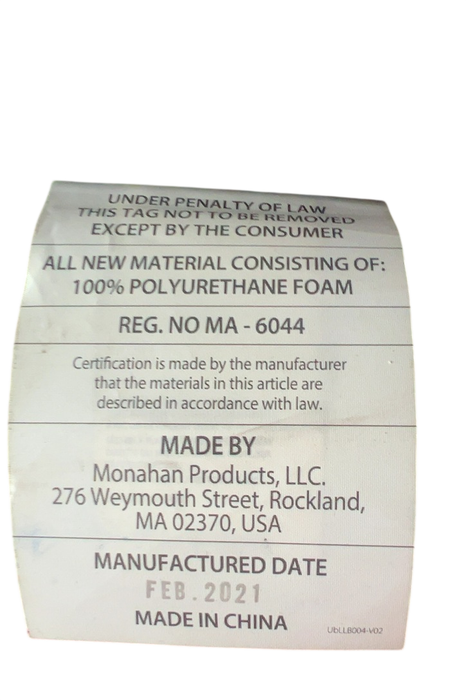 UNDER PENALTY OF LAW
THIS TAG NOT TO BE REMOVED
EXCEPT BY THE CONSUMER
ALL NEW MATERIAL CONSISTING OF:
100% POLYURETHANE FOAM
REG. NO MA - 6044
Certification is made by the manufacturer
that the materials in this article are
described in accordance with law.
MADE BY
Monahan Products, LLC.
276 Weymouth Street, Rockland,
MA 02370, USA
MANUFACTURED DATE
FEB.2021
MADE IN CHINA
UbLLB004-V02